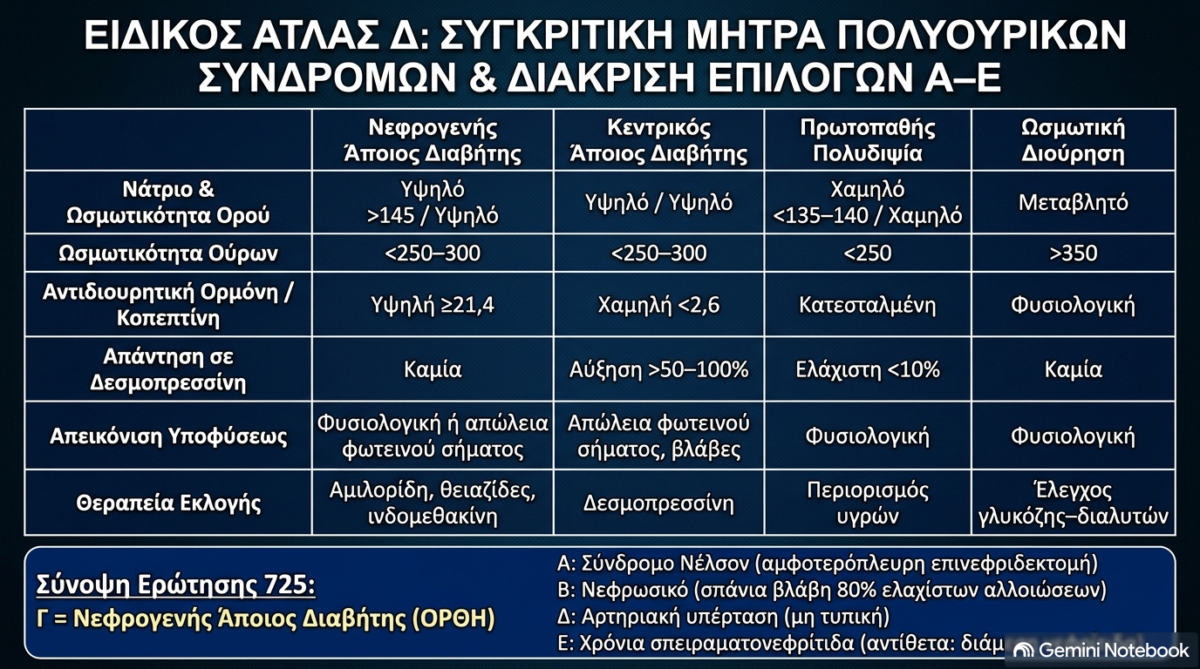 ΕΙΔΙΚΟΣ ΑΤΛΑΣ Δ: ΣΥΓΚΡΙΤΙΚΗ ΜΗΤΡΑ ΠΟΛΥΟΥΡΙΚΩΝ
ΣΥΝΔΡΟΜΩΝ & ΔΙΑΚΡΙΣΗ ΕΠΙΛΟΓΩΝ Α–Ε
Νεφρογενής Άποιος Διαβήτης
Κεντρικός Άποιος Διαβήτης
Πρωτοπαθής Πολυδιψία
Ωσμωτική Διούρηση
Νάτριο & Ωσμωτικότητα Ορού
Υψηλό >145 / Υψηλό
Υψηλό / Υψηλό
Χαμηλό <135–140 / Χαμηλό
Μεταβλητό
Ωσμωτικότητα Ούρων
<250–300
<250–300
<250
>350
Αντιδιουρητική Ορμόνη / Κοπεπτίνη
Υψηλή ≥21,4
Χαμηλή <2,6
Κατεσταλμένη
Φυσιολογική
Απάντηση σε Δεσμοπρεσσίνη
Καμία
Αύξηση >50–100%
Ελάχιστη <10%
Καμία
Απεικόνιση Υποφύσεως
Φυσιολογική ή απώλεια φωτεινού σήματος
Απώλεια φωτεινού σήματος, βλάβες
Φυσιολογική
Φυσιολογική
Θεραπεία Εκλογής
Αμιλορίδη, θειαζίδες, ινδομεθακίνη
Δεσμοπρεσσίνη
Περιορισμός υγρών
Έλεγχος γλυκόζης–διαλυτών
Σύνοψη Ερώτησης 725:
Γ = Νεφρογενής Άποιος Διαβήτης (ΟΡΘΗ)
Α: Σύνδρομο Νέλσον (αμφοτερόπλευρη επινεφριδεκτομή)
Β: Νεφρωσικό (σπάνια βλάβη 80% ελαχίστων αλλοιώσεων)
Δ: Αρτηριακή υπέρταση (μη τυπική)
Ε: Χρόνια σπειραματονεφρίτιδα (αντίθετα:
Gemini Notebook